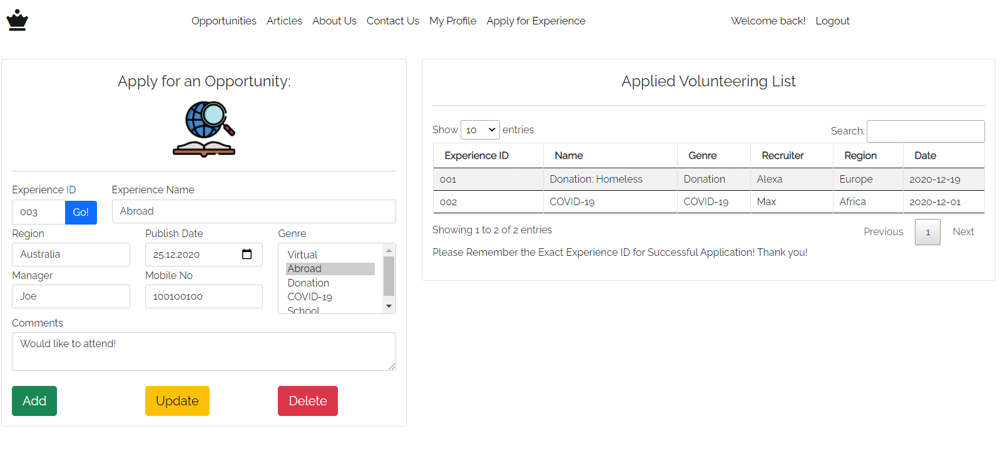 Opportunities Articles About Us Contact Us My Profile Apply for Experience Welcome back! Logout
Apply for an Opportunity:
Experience ID Experience Name
003 Go! Abroad
Region Publish Date Genre
Australia 25.12.2020 Virtual
Abroad
Manager Mobile No Donation
Joe 100100100 COVID-19
School
Comments
Would like to attend!
Add Update Delete
Applied Volunteering List
Show 10 entries Search:
Experience ID Name Genre Recruiter Region Date
001 Donation: Homeless Donation Alexa Europe 2020-12-19
002 COVID-19 COVID-19 Max Africa 2020-12-01
Showing 1 to 2 of 2 entries Previous 1 Next
Please Remember the Exact Experience ID for Successful Application! Thank you!